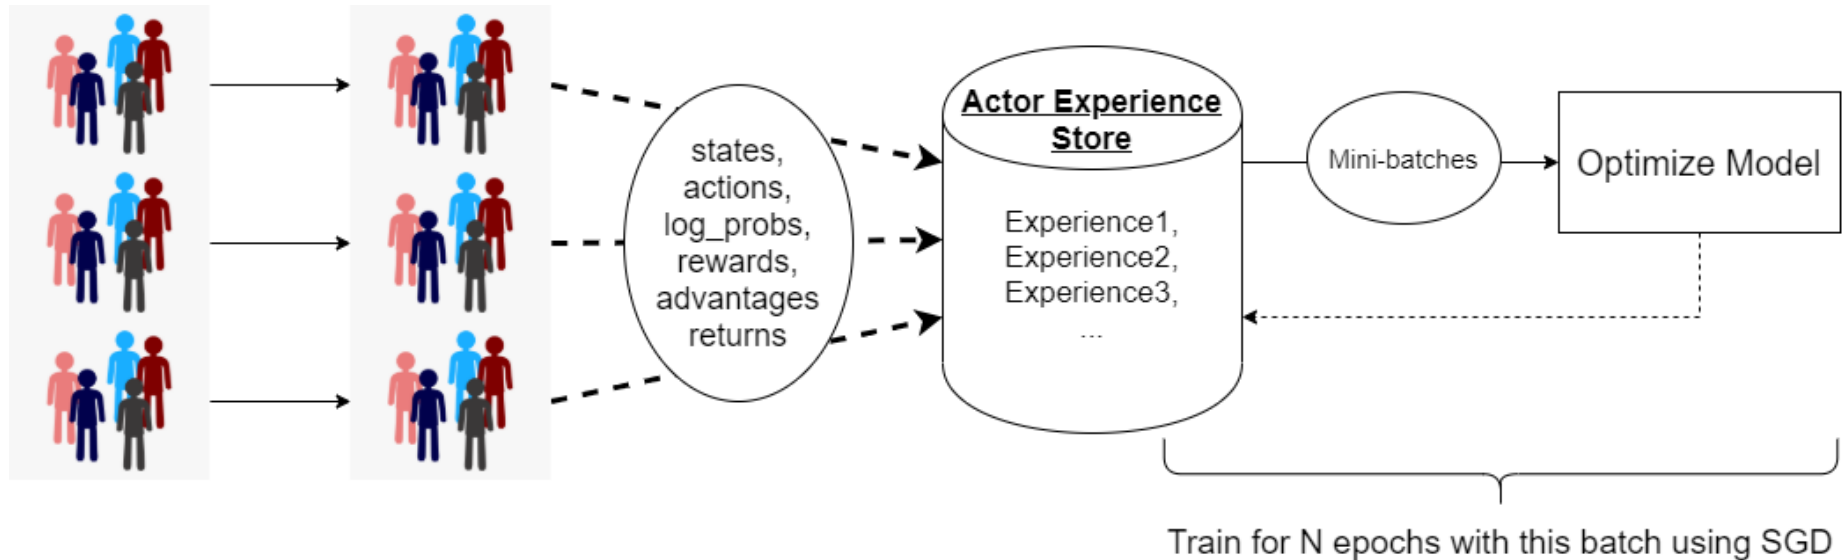 states,
actions,
log_probs,
rewards,
advantages
returns
Actor Experience
Store
Experience1,
Experience2,
Experience3,
...
Mini-batches
Optimize Model
Train for N epochs with this batch using SGD